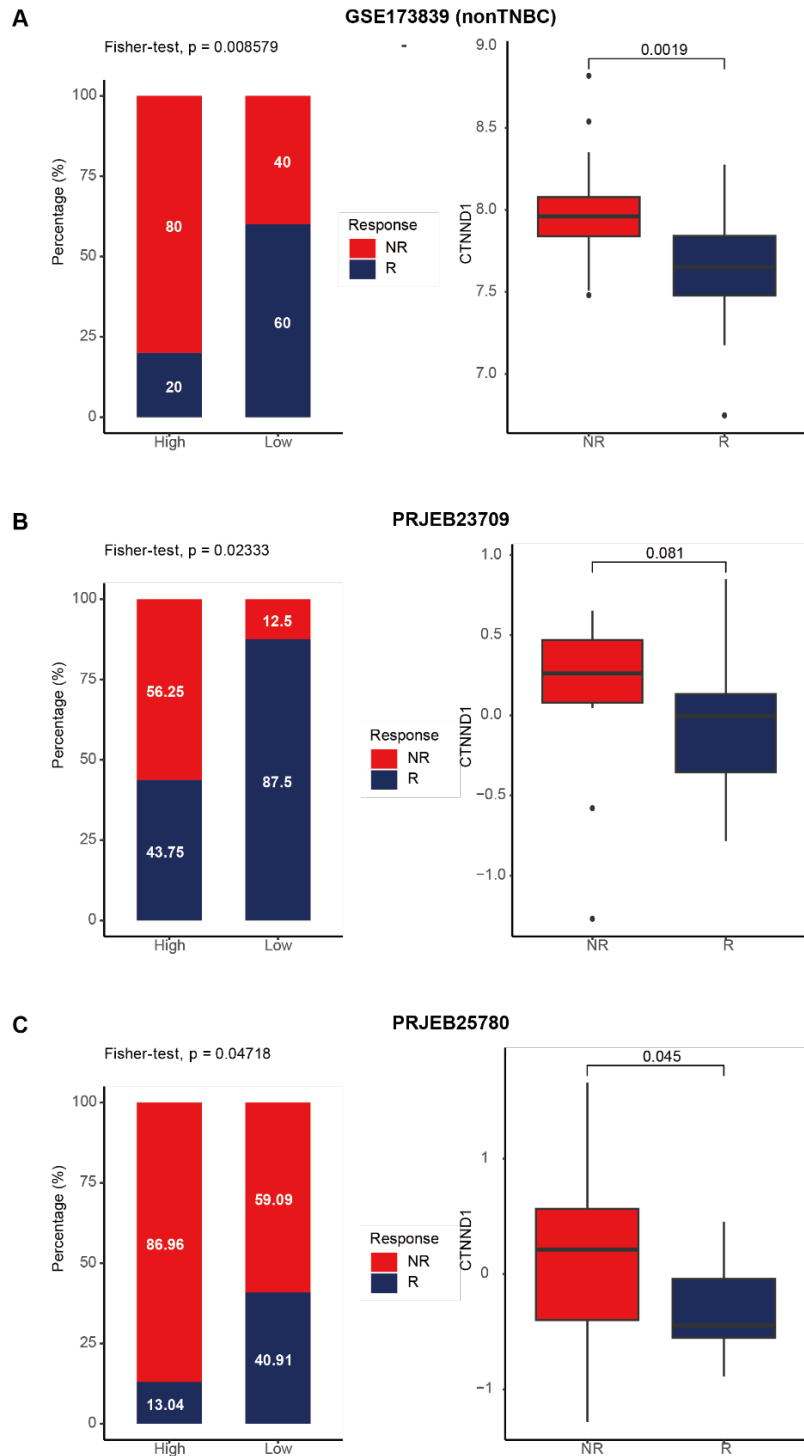 A
GSE173839 (nonTNBC)
Fisher-test, p = 0.008579
-
Percentage (%)
100
75
50
25
0
80
20
40
60
High
Low
Response
NR
R
CTNND1
9.0
8.5
8.0
7.5
7.0
0.0019
NR
R
B
PRJEB23709
Fisher-test, p = 0.02333
Percentage (%)
100
75
50
25
0
56.25
43.75
12.5
87.5
High
Low
Response
NR
R
CTNND1
1.0
0.5
0.0
−0.5
−1.0
0.081
NR
R
C
PRJEB25780
Fisher-test, p = 0.04718
Percentage (%)
100
75
50
25
0
86.96
13.04
59.09
40.91
High
Low
Response
NR
R
CTNND1
1
0
−1
0.045
NR
R